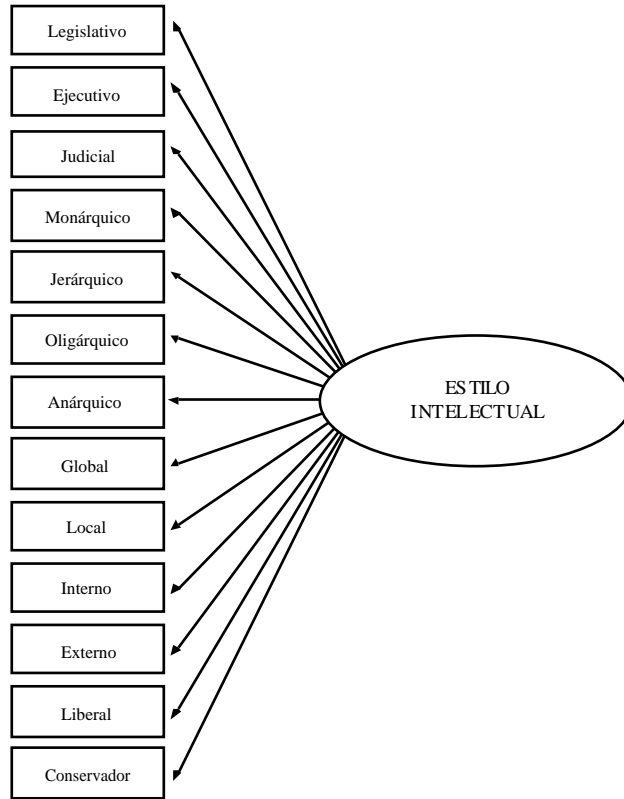 Legislativo
Ejecutivo
Judicial
Monárquico
Jerárquico
Oligárquico
Anárquico
Global
Local
Interno
Externo
Liberal
Conservador
ESTILO
INTELECTUAL